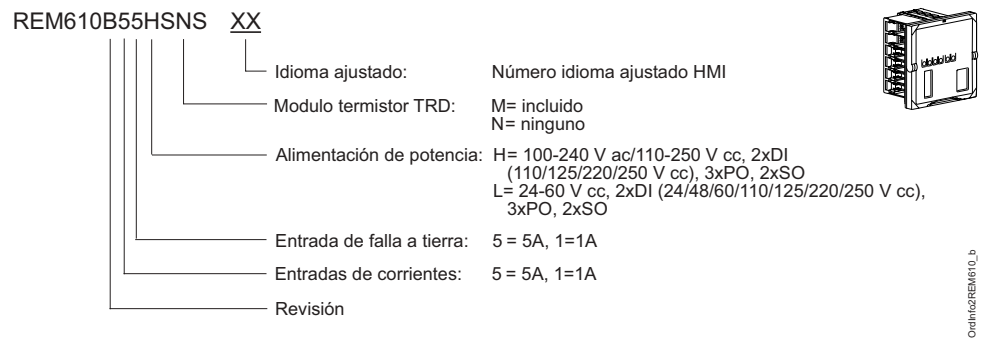 REM610B55HSNS XX
Idioma ajustado: Número idioma ajustado HMI
Modulo termistor TRD: M= incluido
N= ninguno
Alimentación de potencia: H= 100-240 V ac/110-250 V cc, 2xDI
(110/125/220/250 V cc), 3xPO, 2xSO
L= 24-60 V cc, 2xDI (24/48/60/110/125/220/250 V cc),
3xPO, 2xSO
Entrada de falla a tierra: 5 = 5A, 1=1A
Entradas de corrientes: 5 = 5A, 1=1A
Revisión
OrdInfo2REM610_b